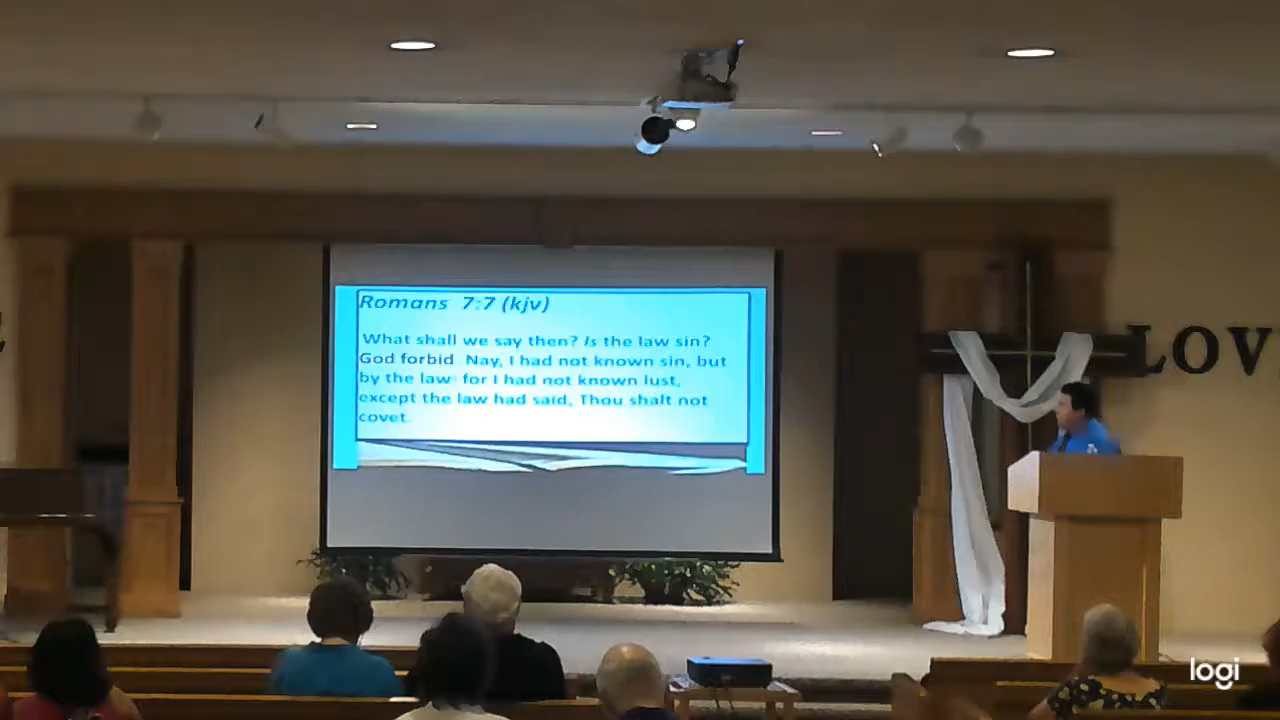 Romans 7:7 (kjv)
What shall we say then? Is the law sin?
God forbid. Nay, I had not known sin, but
by the law: for I had not known lust,
except the law had said, Thou shalt not
covet.
LOV
logi